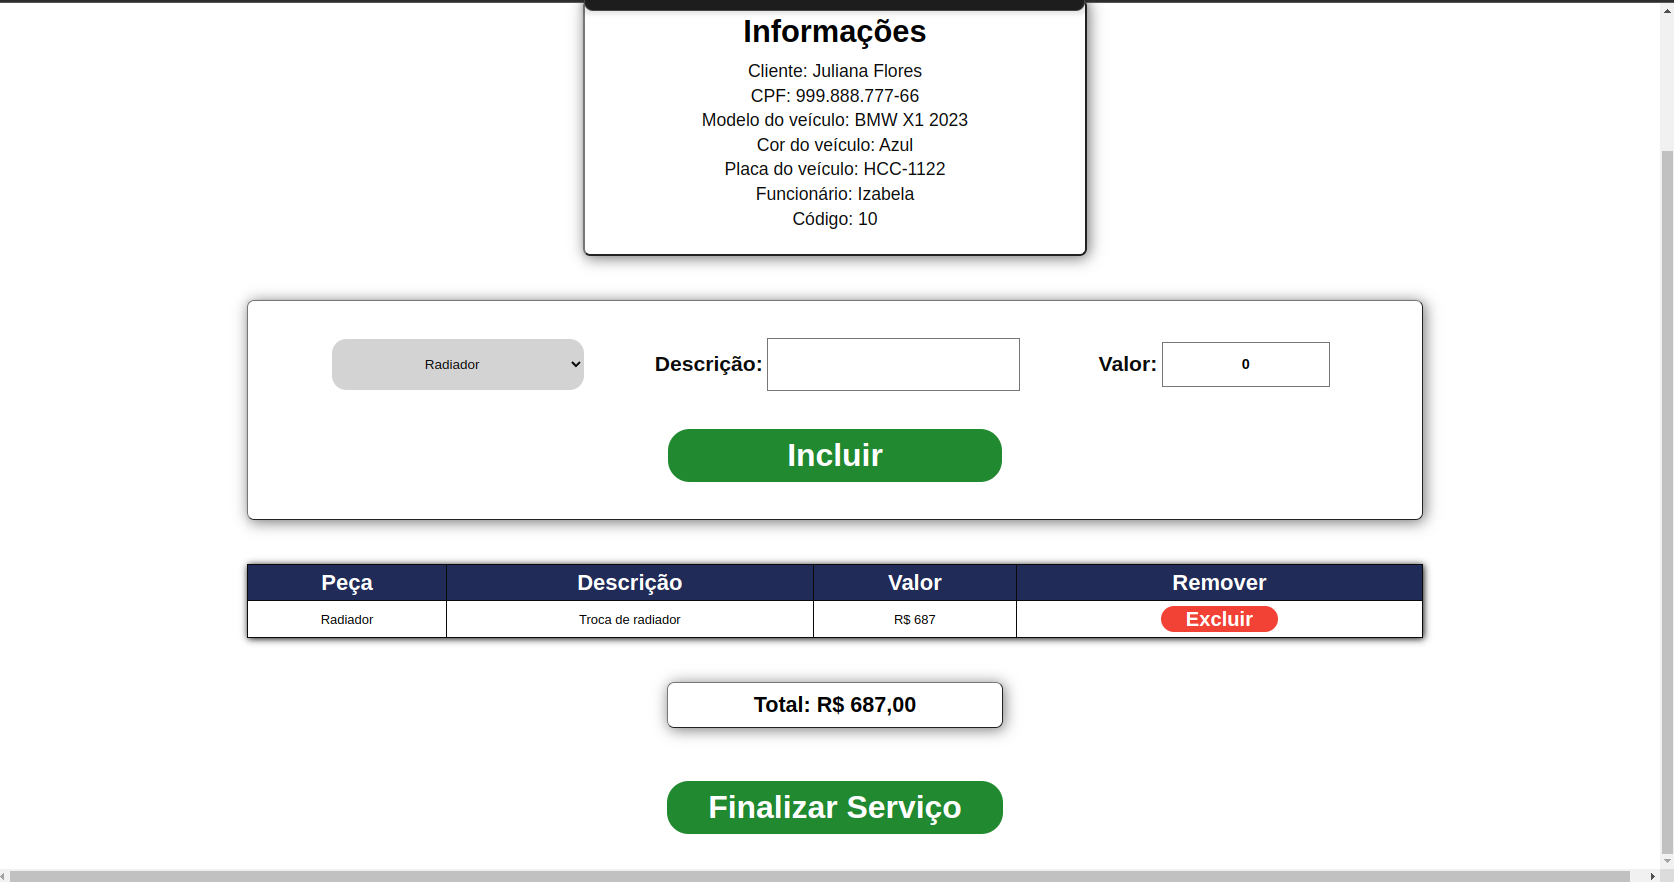 Informações
Cliente: Juliana Flores
CPF: 999.888.777-66
Modelo do veículo: BMW X1 2023
Cor do veículo: Azul
Placa do veículo: HCC-1122
Funcionário: Izabela
Código: 10
Radiador Descrição: Valor: 0
Incluir
Peça Descrição Valor Remover
Radiador Troca de radiador R$ 687 Excluir
Total: R$ 687,00
Finalizar Serviço